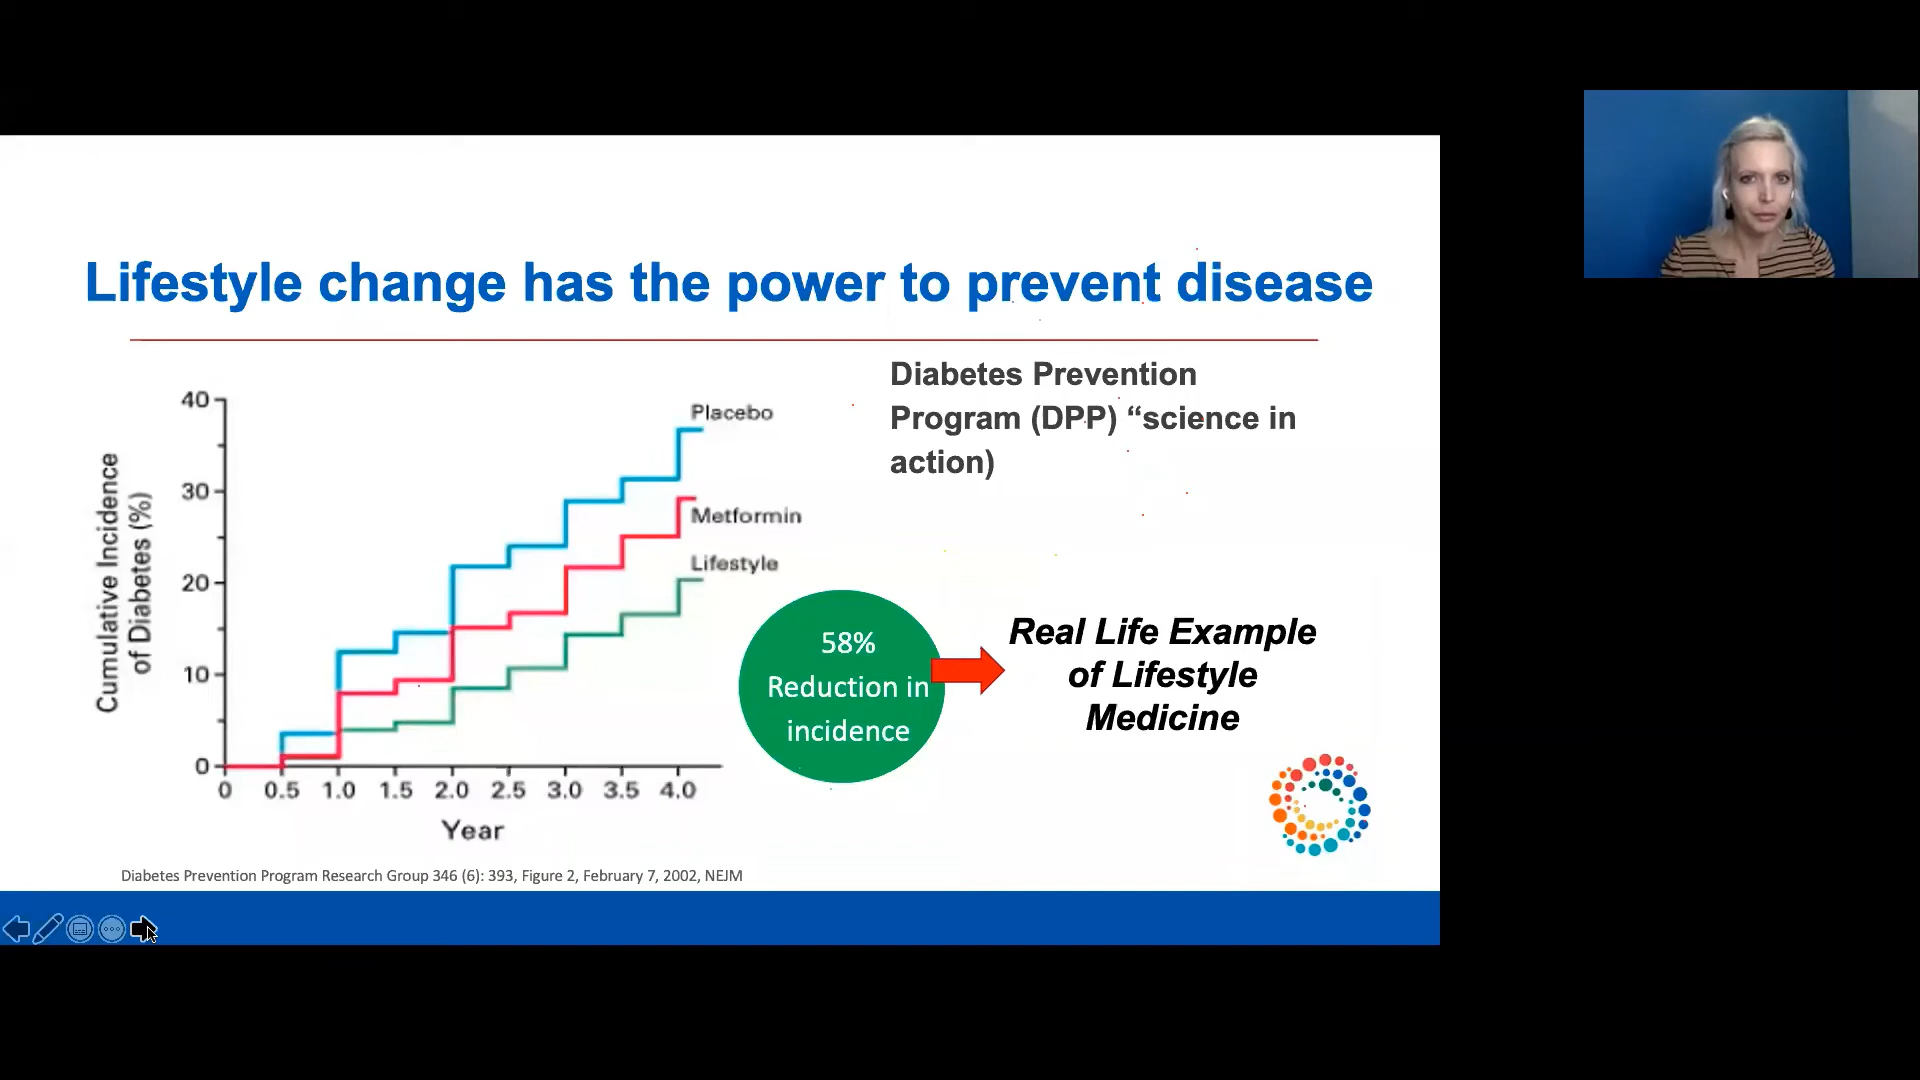 Lifestyle change has the power to prevent disease
Diabetes Prevention
Program (DPP) “science in
action)
Cumulative Incidence
of Diabetes (%)
40
30
20
10
0
Placebo
Metformin
Lifestyle
0 0.5 1.0 1.5 2.0 2.5 3.0 3.5 4.0
Year
58%
Reduction in
incidence
Real Life Example
of Lifestyle
Medicine
Diabetes Prevention Program Research Group 346 (6): 393, Figure 2, February 7, 2002, NEJM